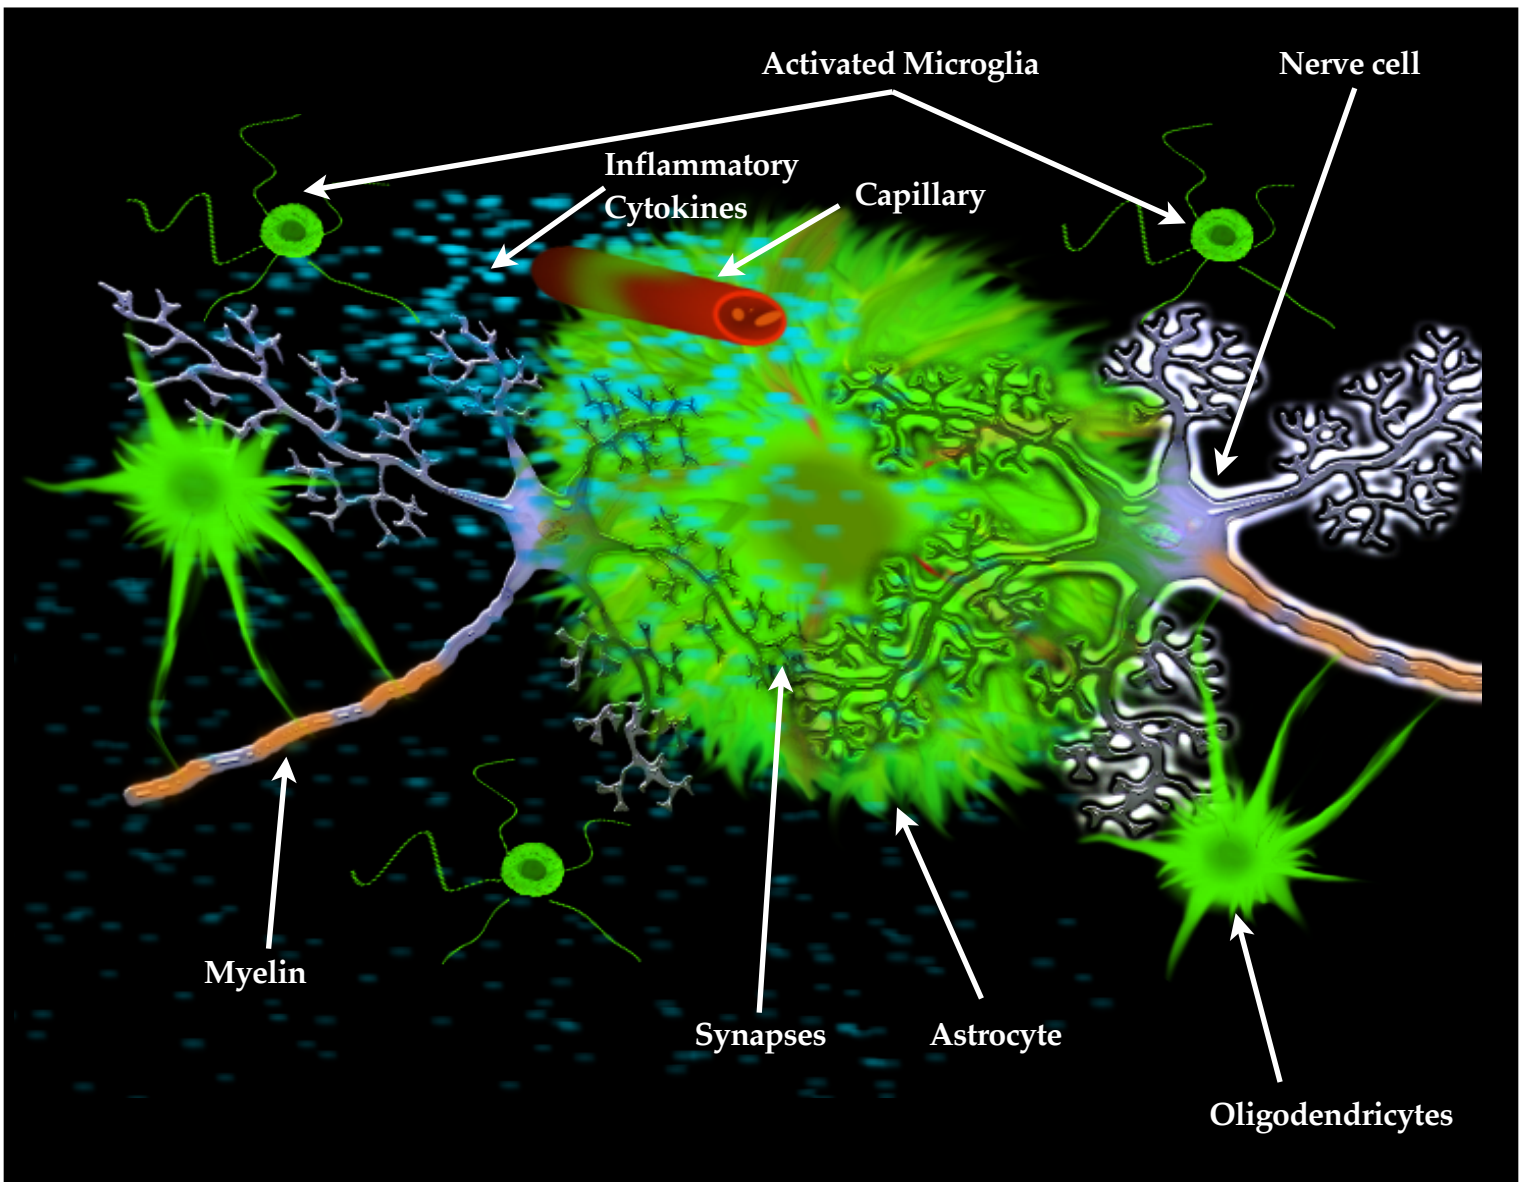 Activated Microglia
Nerve cell
Inflammatory
Cytokines
Capillary
Myelin
Synapses
Astrocyte
Oligodendricytes